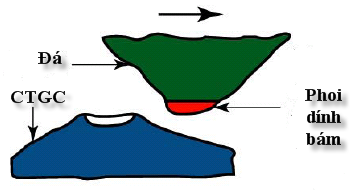 Đá
CTGC
Phoi
dính
bám